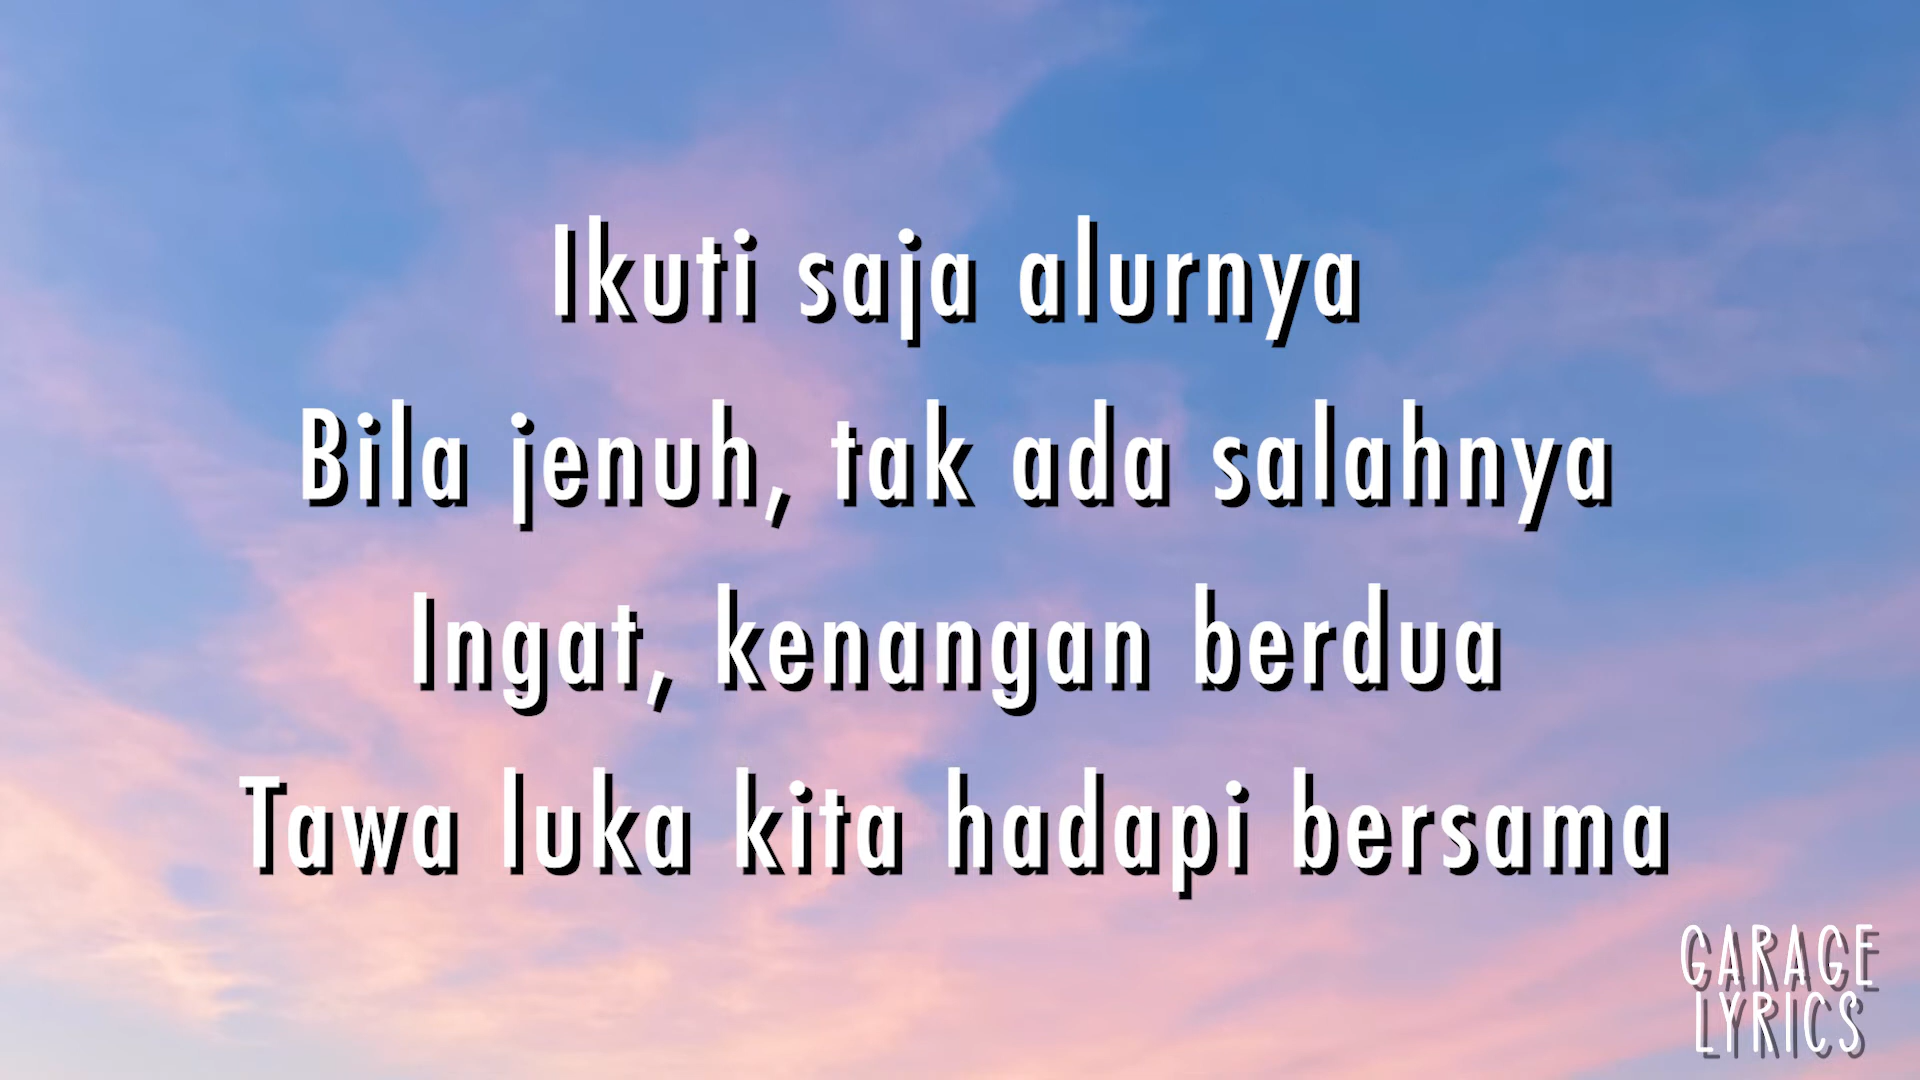 Ikuti saja alurnya
Bila jenuh, tak ada salahnya
Ingat, kenangan berdua
Tawa luka kita hadapi bersama
GARAGE
LYRICS